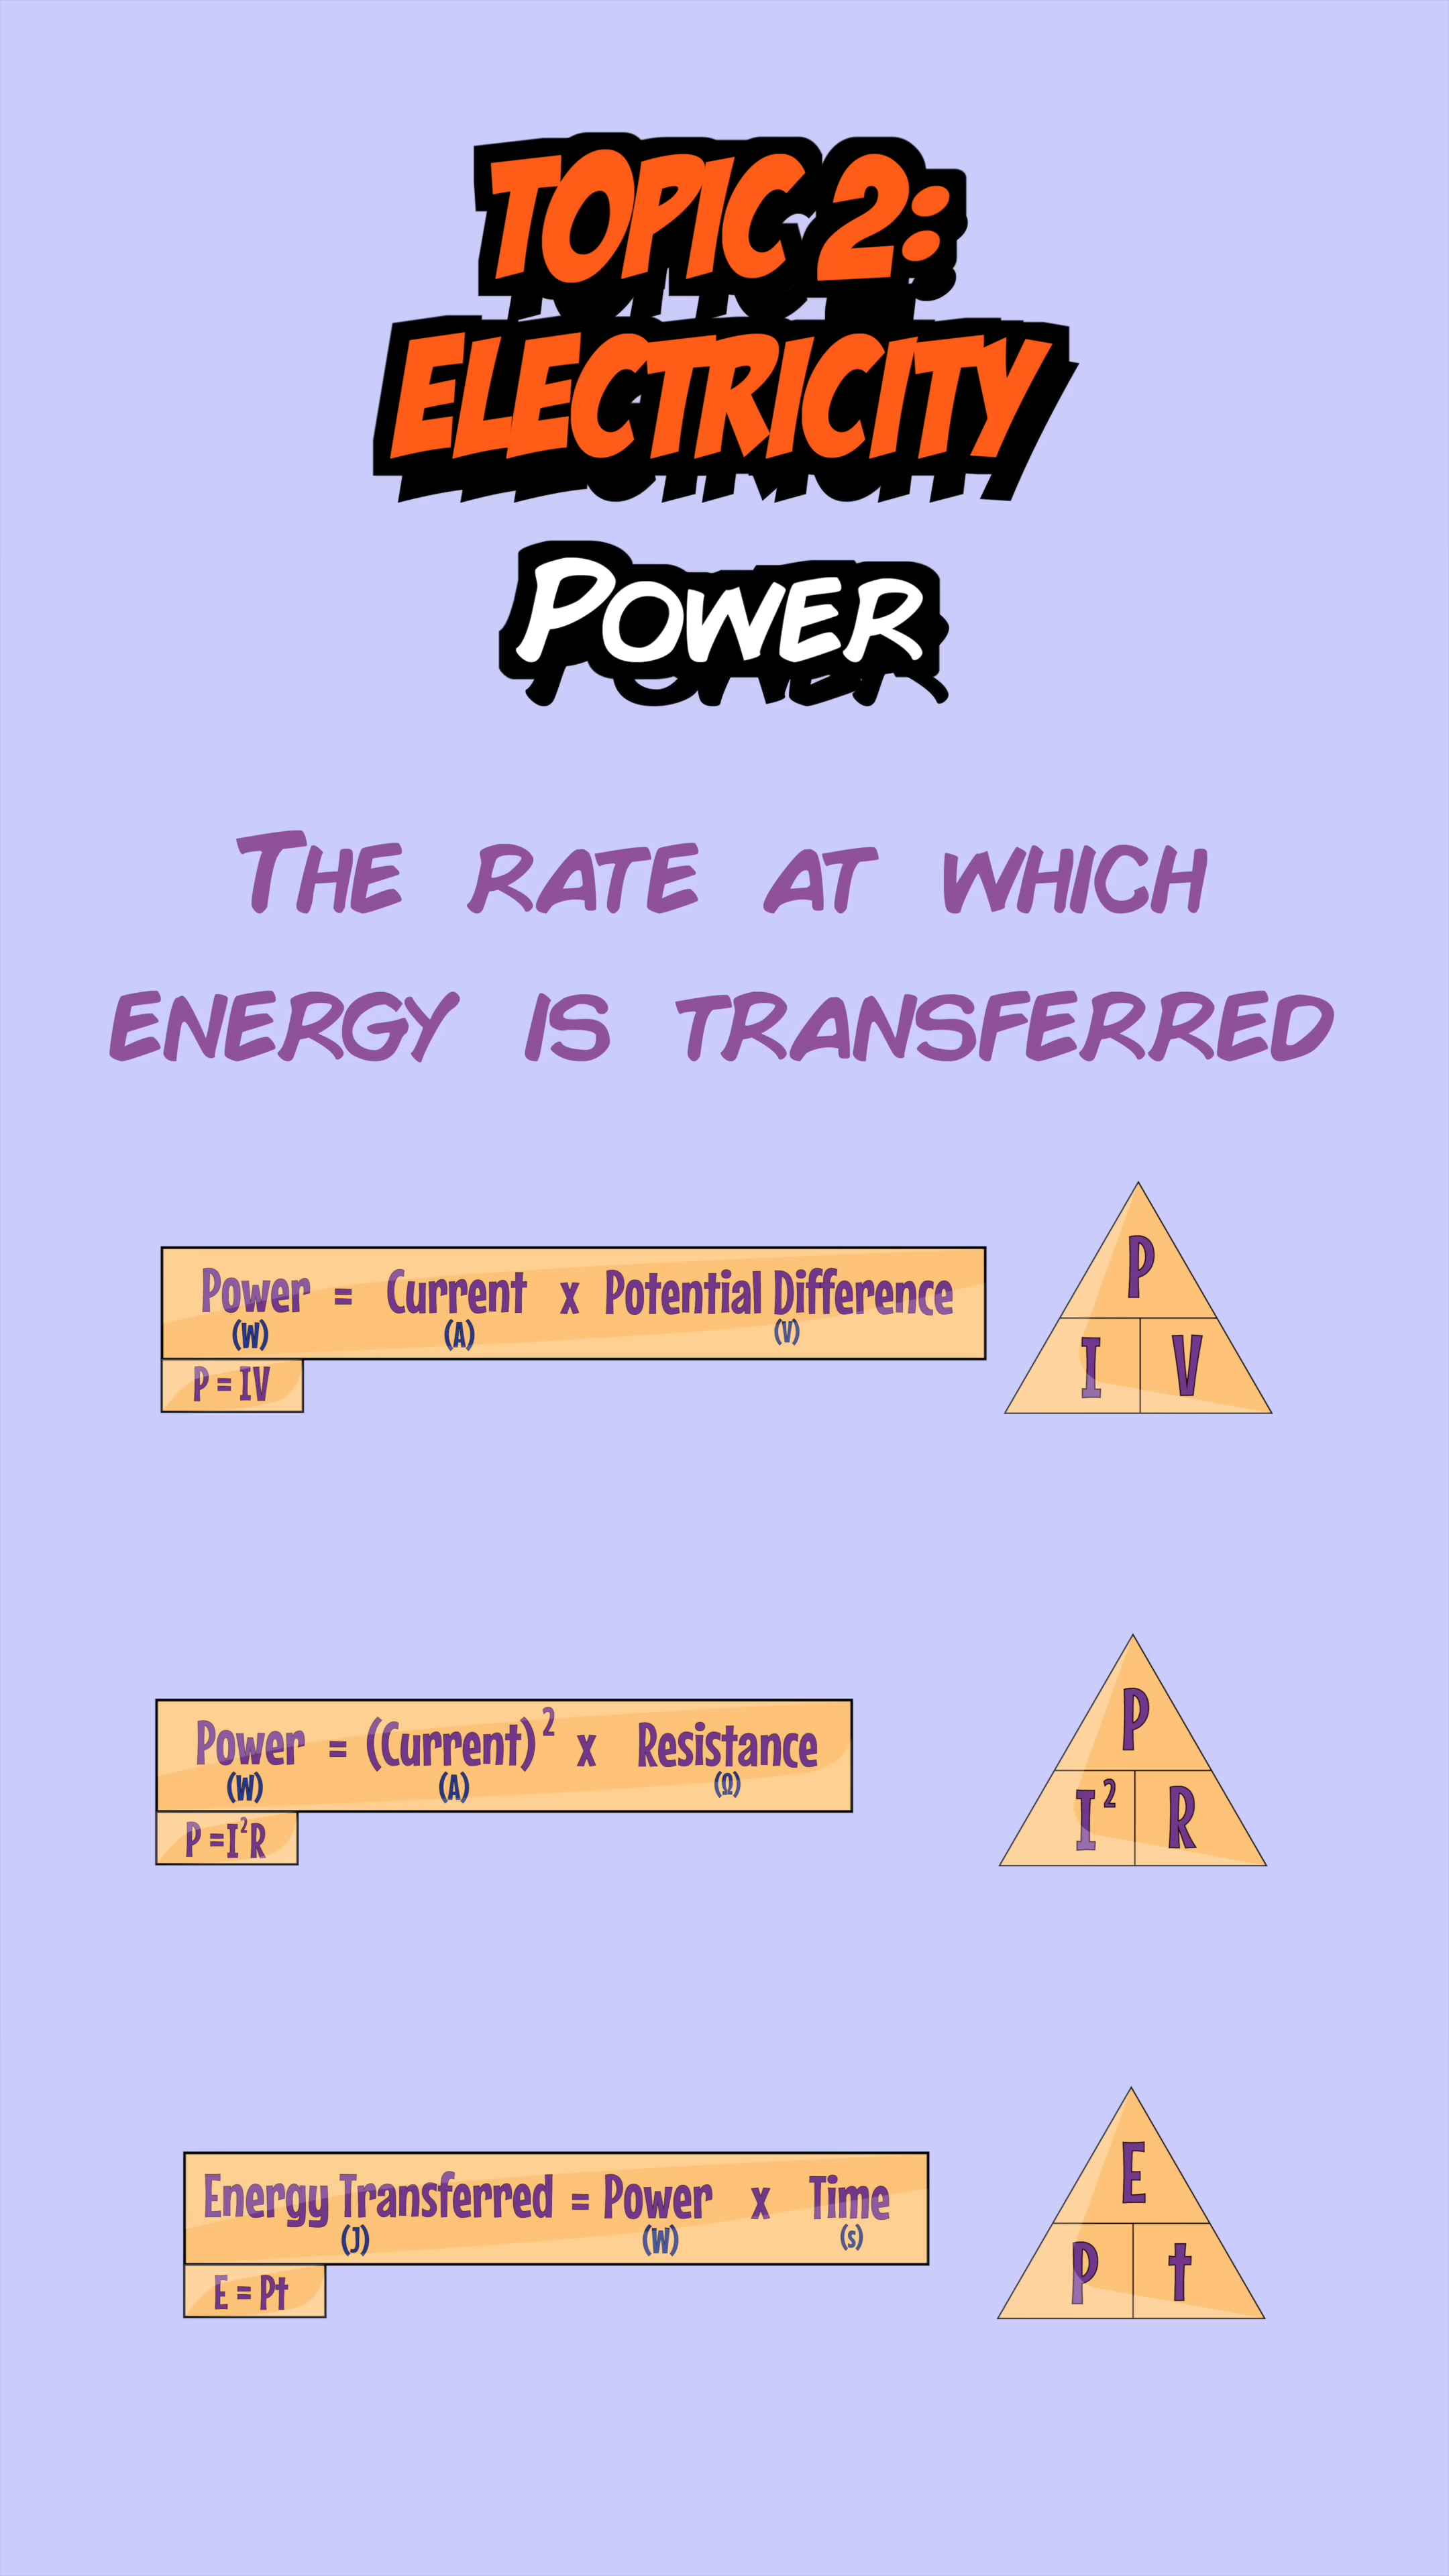 TOPIC 2:
ELECTRICITY
POWER
THE RATE AT WHICH
ENERGY IS TRANSFERRED
Power = Current x Potential Difference
(W) (A) (V)
P = IV
P
I V
Power = (Current)² x Resistance
(W) (A) (Ω)
P =I²R
P
I² R
Energy Transferred = Power x Time
(J) (W) (s)
E = Pt
E
P t